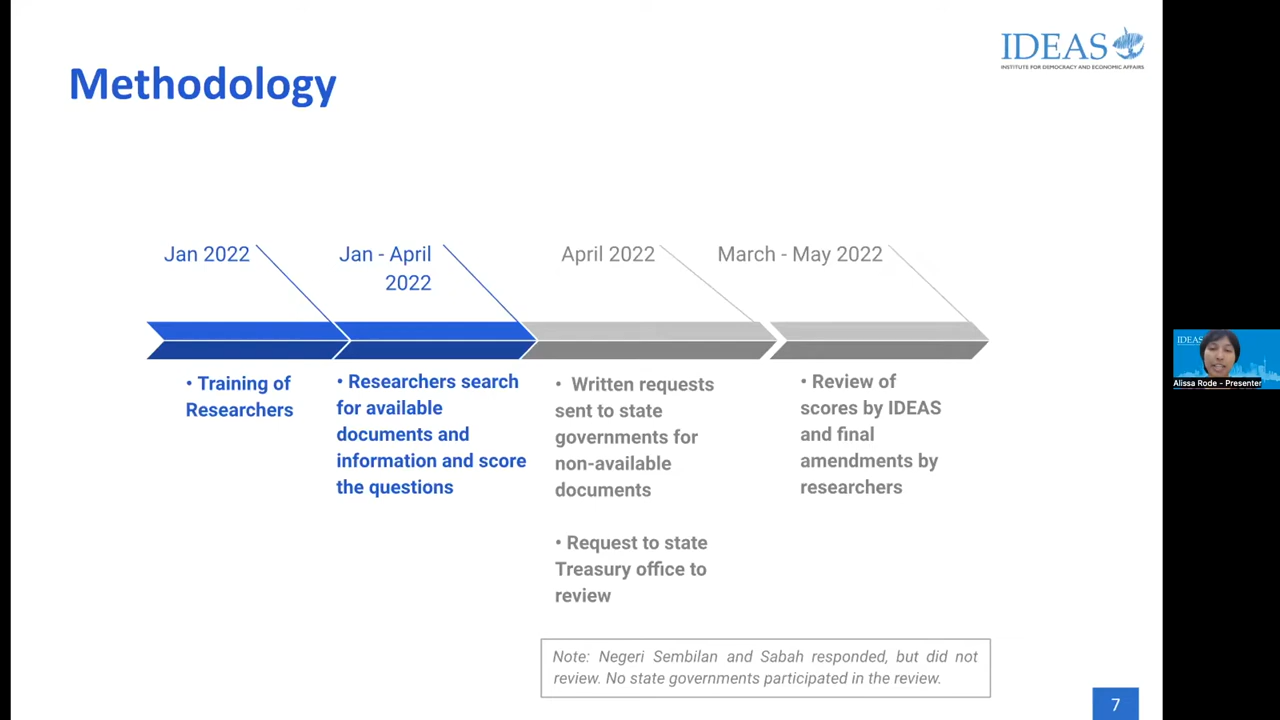 Methodology
IDEAS
INSTITUTE FOR DEMOCRACY AND ECONOMIC AFFAIRS
Jan 2022
Jan - April
2022
April 2022
March - May 2022
• Training of
Researchers
• Researchers search
for available
documents and
information and score
the questions
• Written requests
sent to state
governments for
non-available
documents
• Request to state
Treasury office to
review
• Review of
scores by IDEAS
and final
amendments by
researchers
Note: Negeri Sembilan and Sabah responded, but did not
review. No state governments participated in the review.
7
IDEAS
Alissa Rode - Presenter